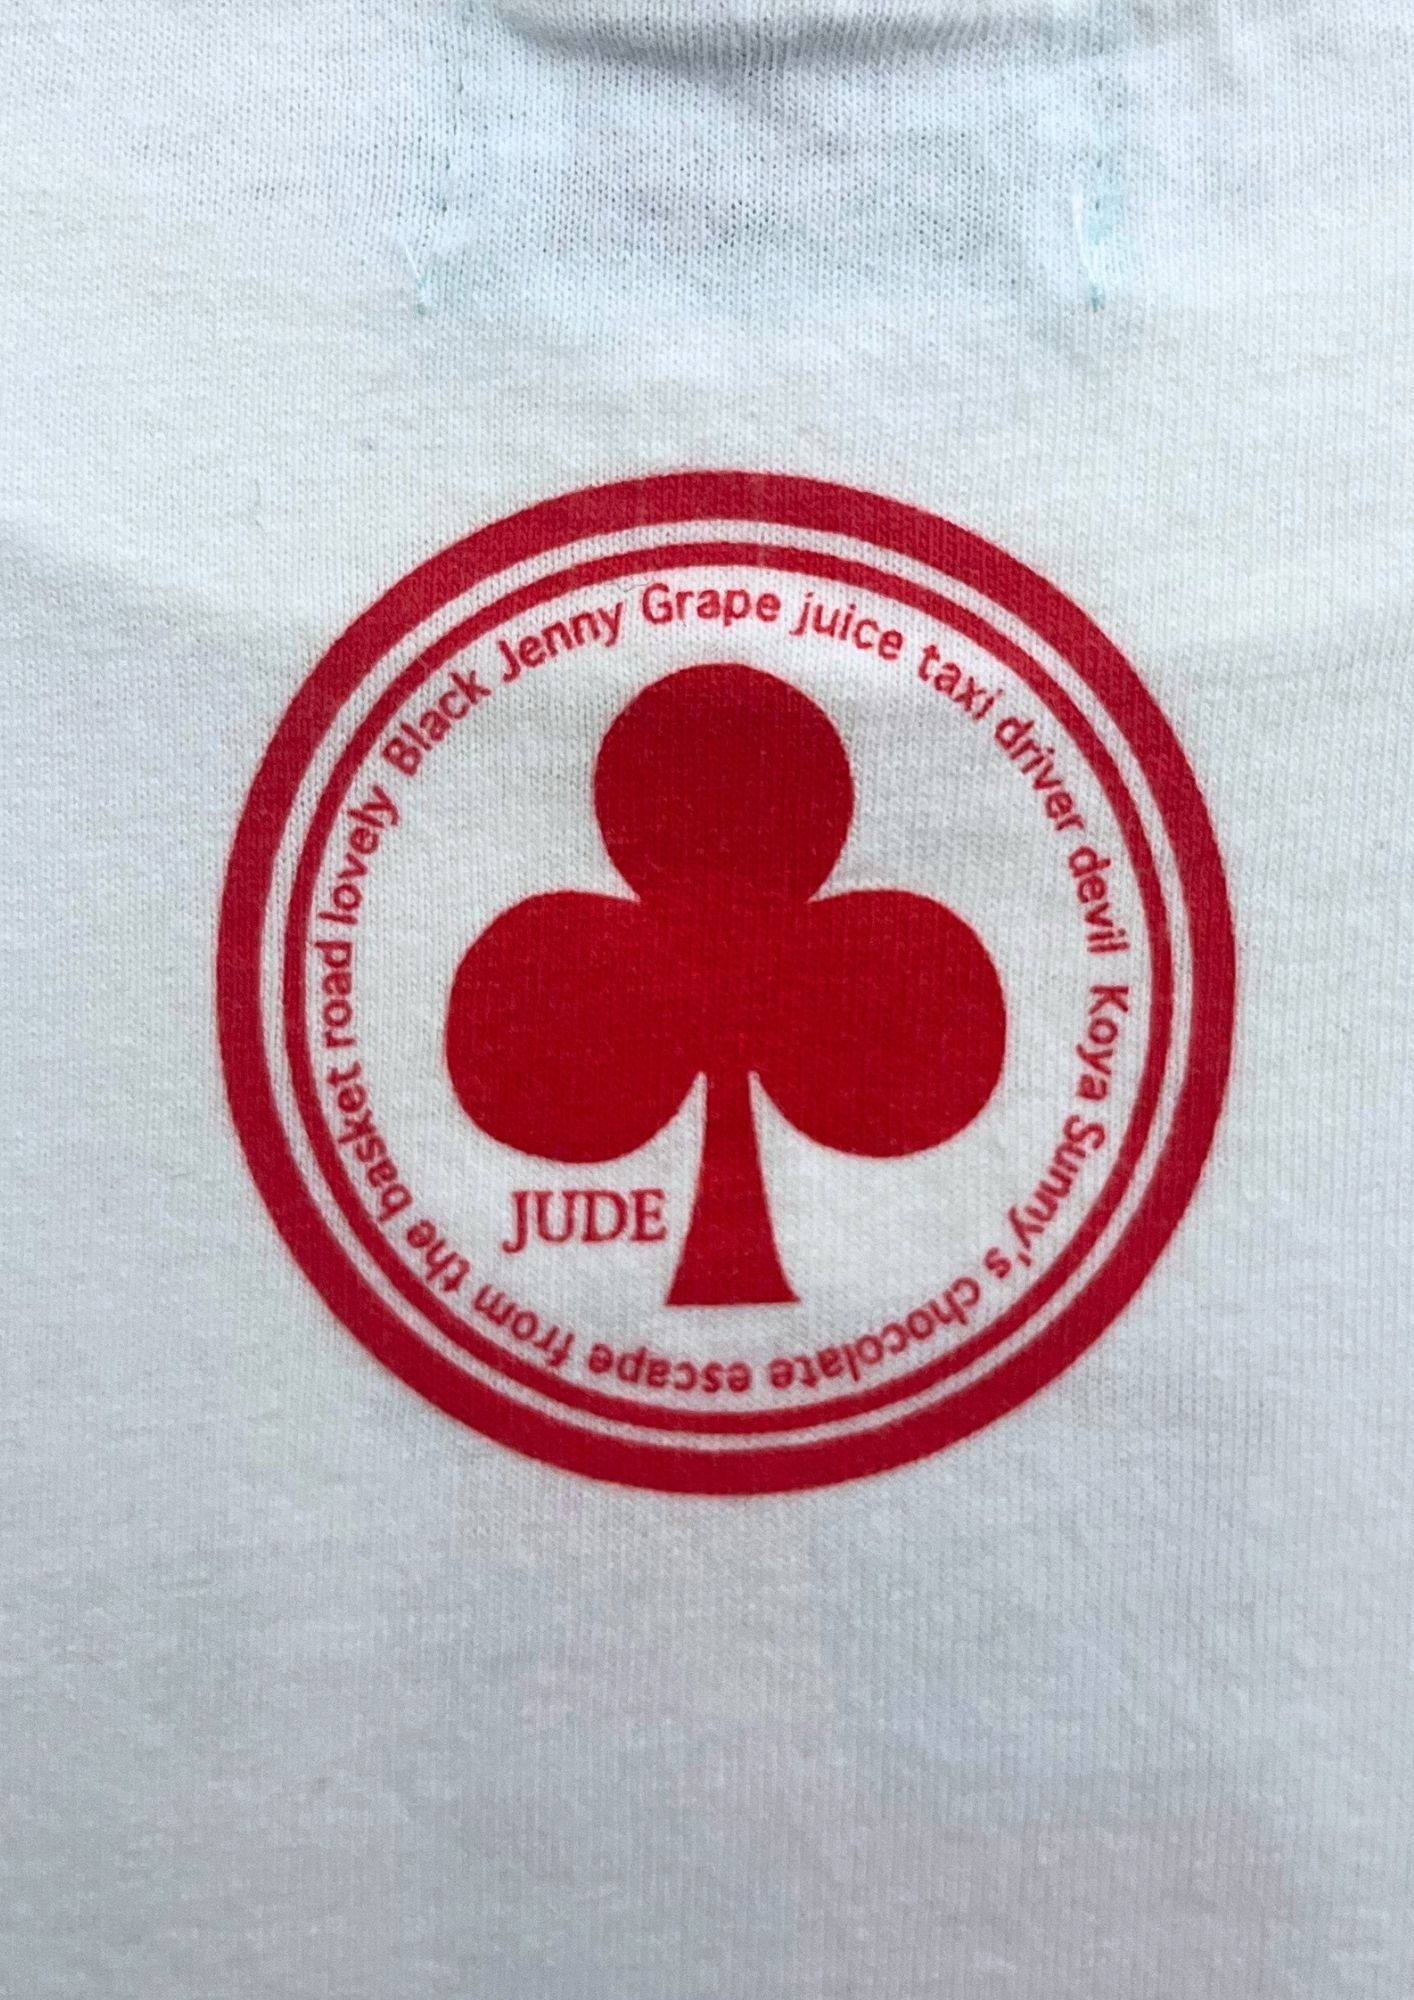 Black Jenny Grape juice taxi driver devil Koya Sunny's chocolate escape from the basket road lovely
JUDE